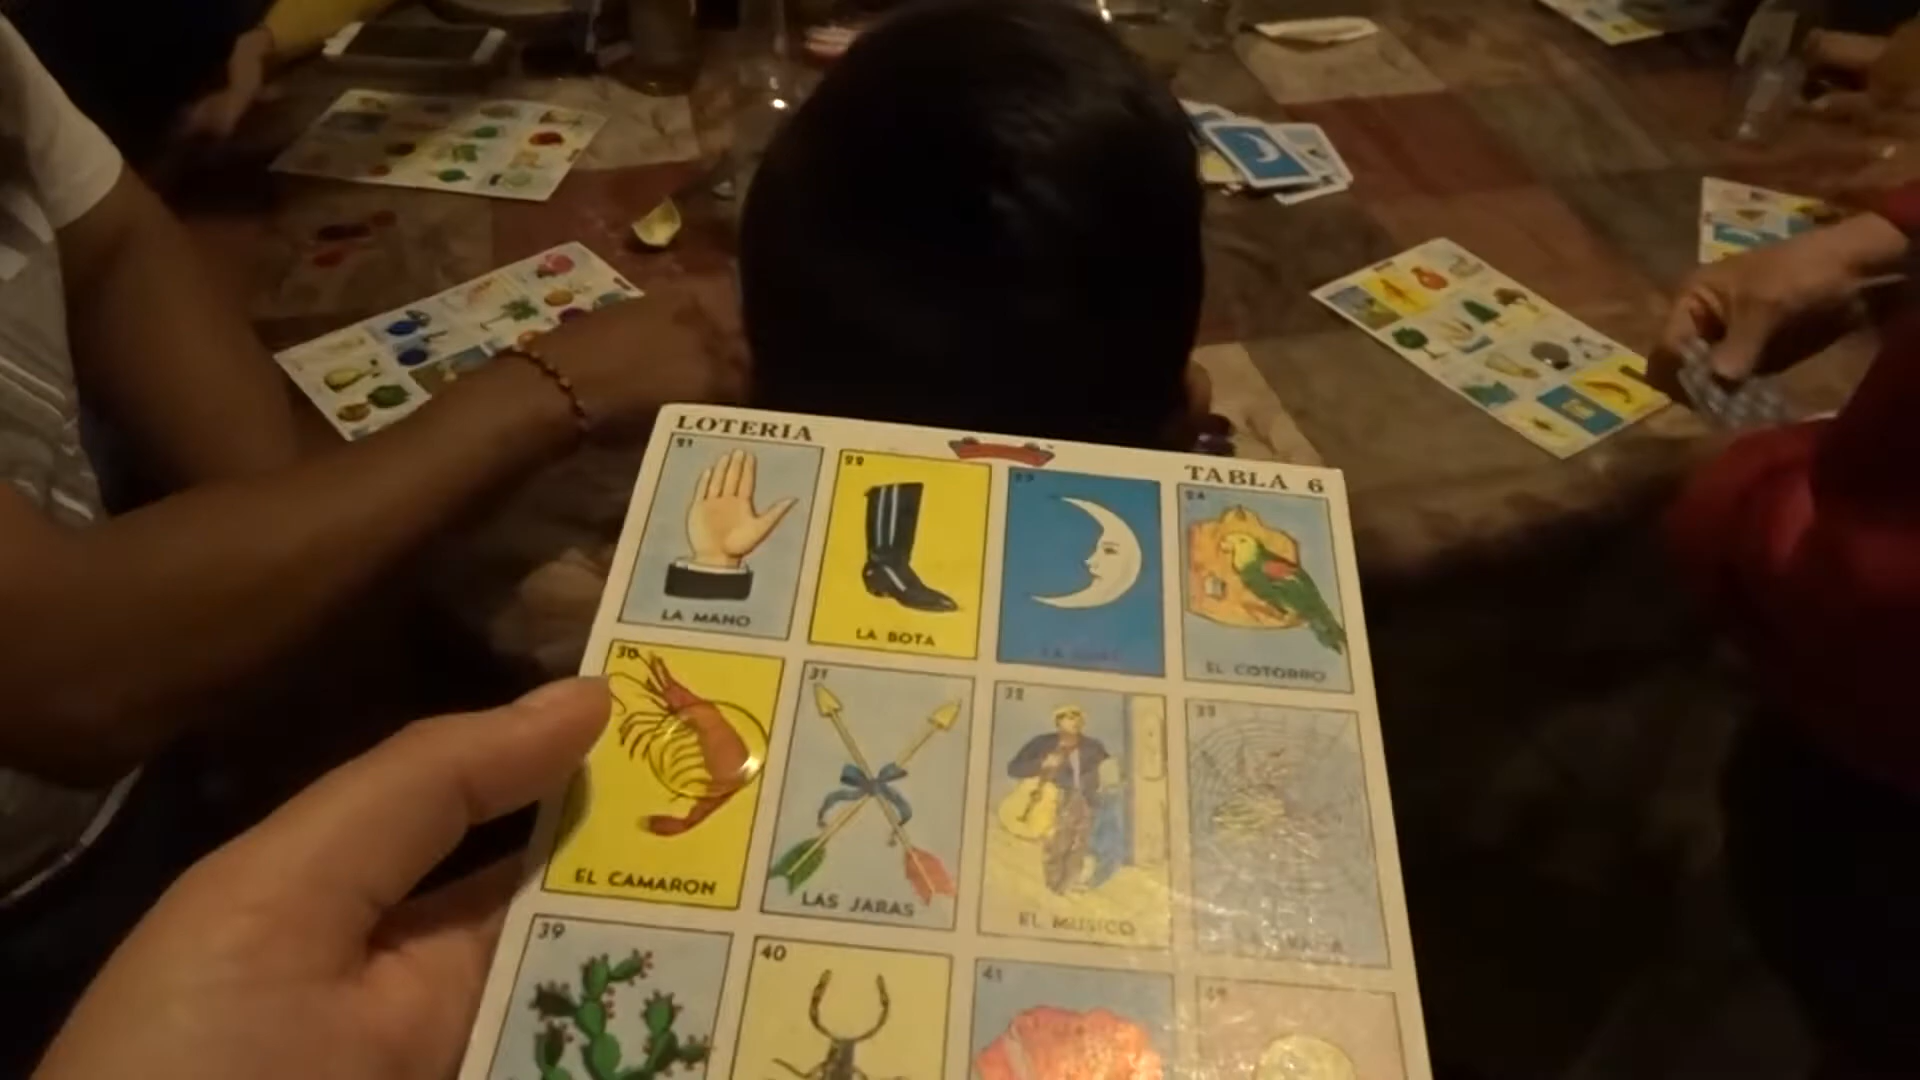 LOTERIA
TABLA 6
21
22
24
LA MANO
LA BOTA
EL COTORRO
30
31
32
33
EL CAMARON
LAS JARAS
EL MUSICO
39
40
41